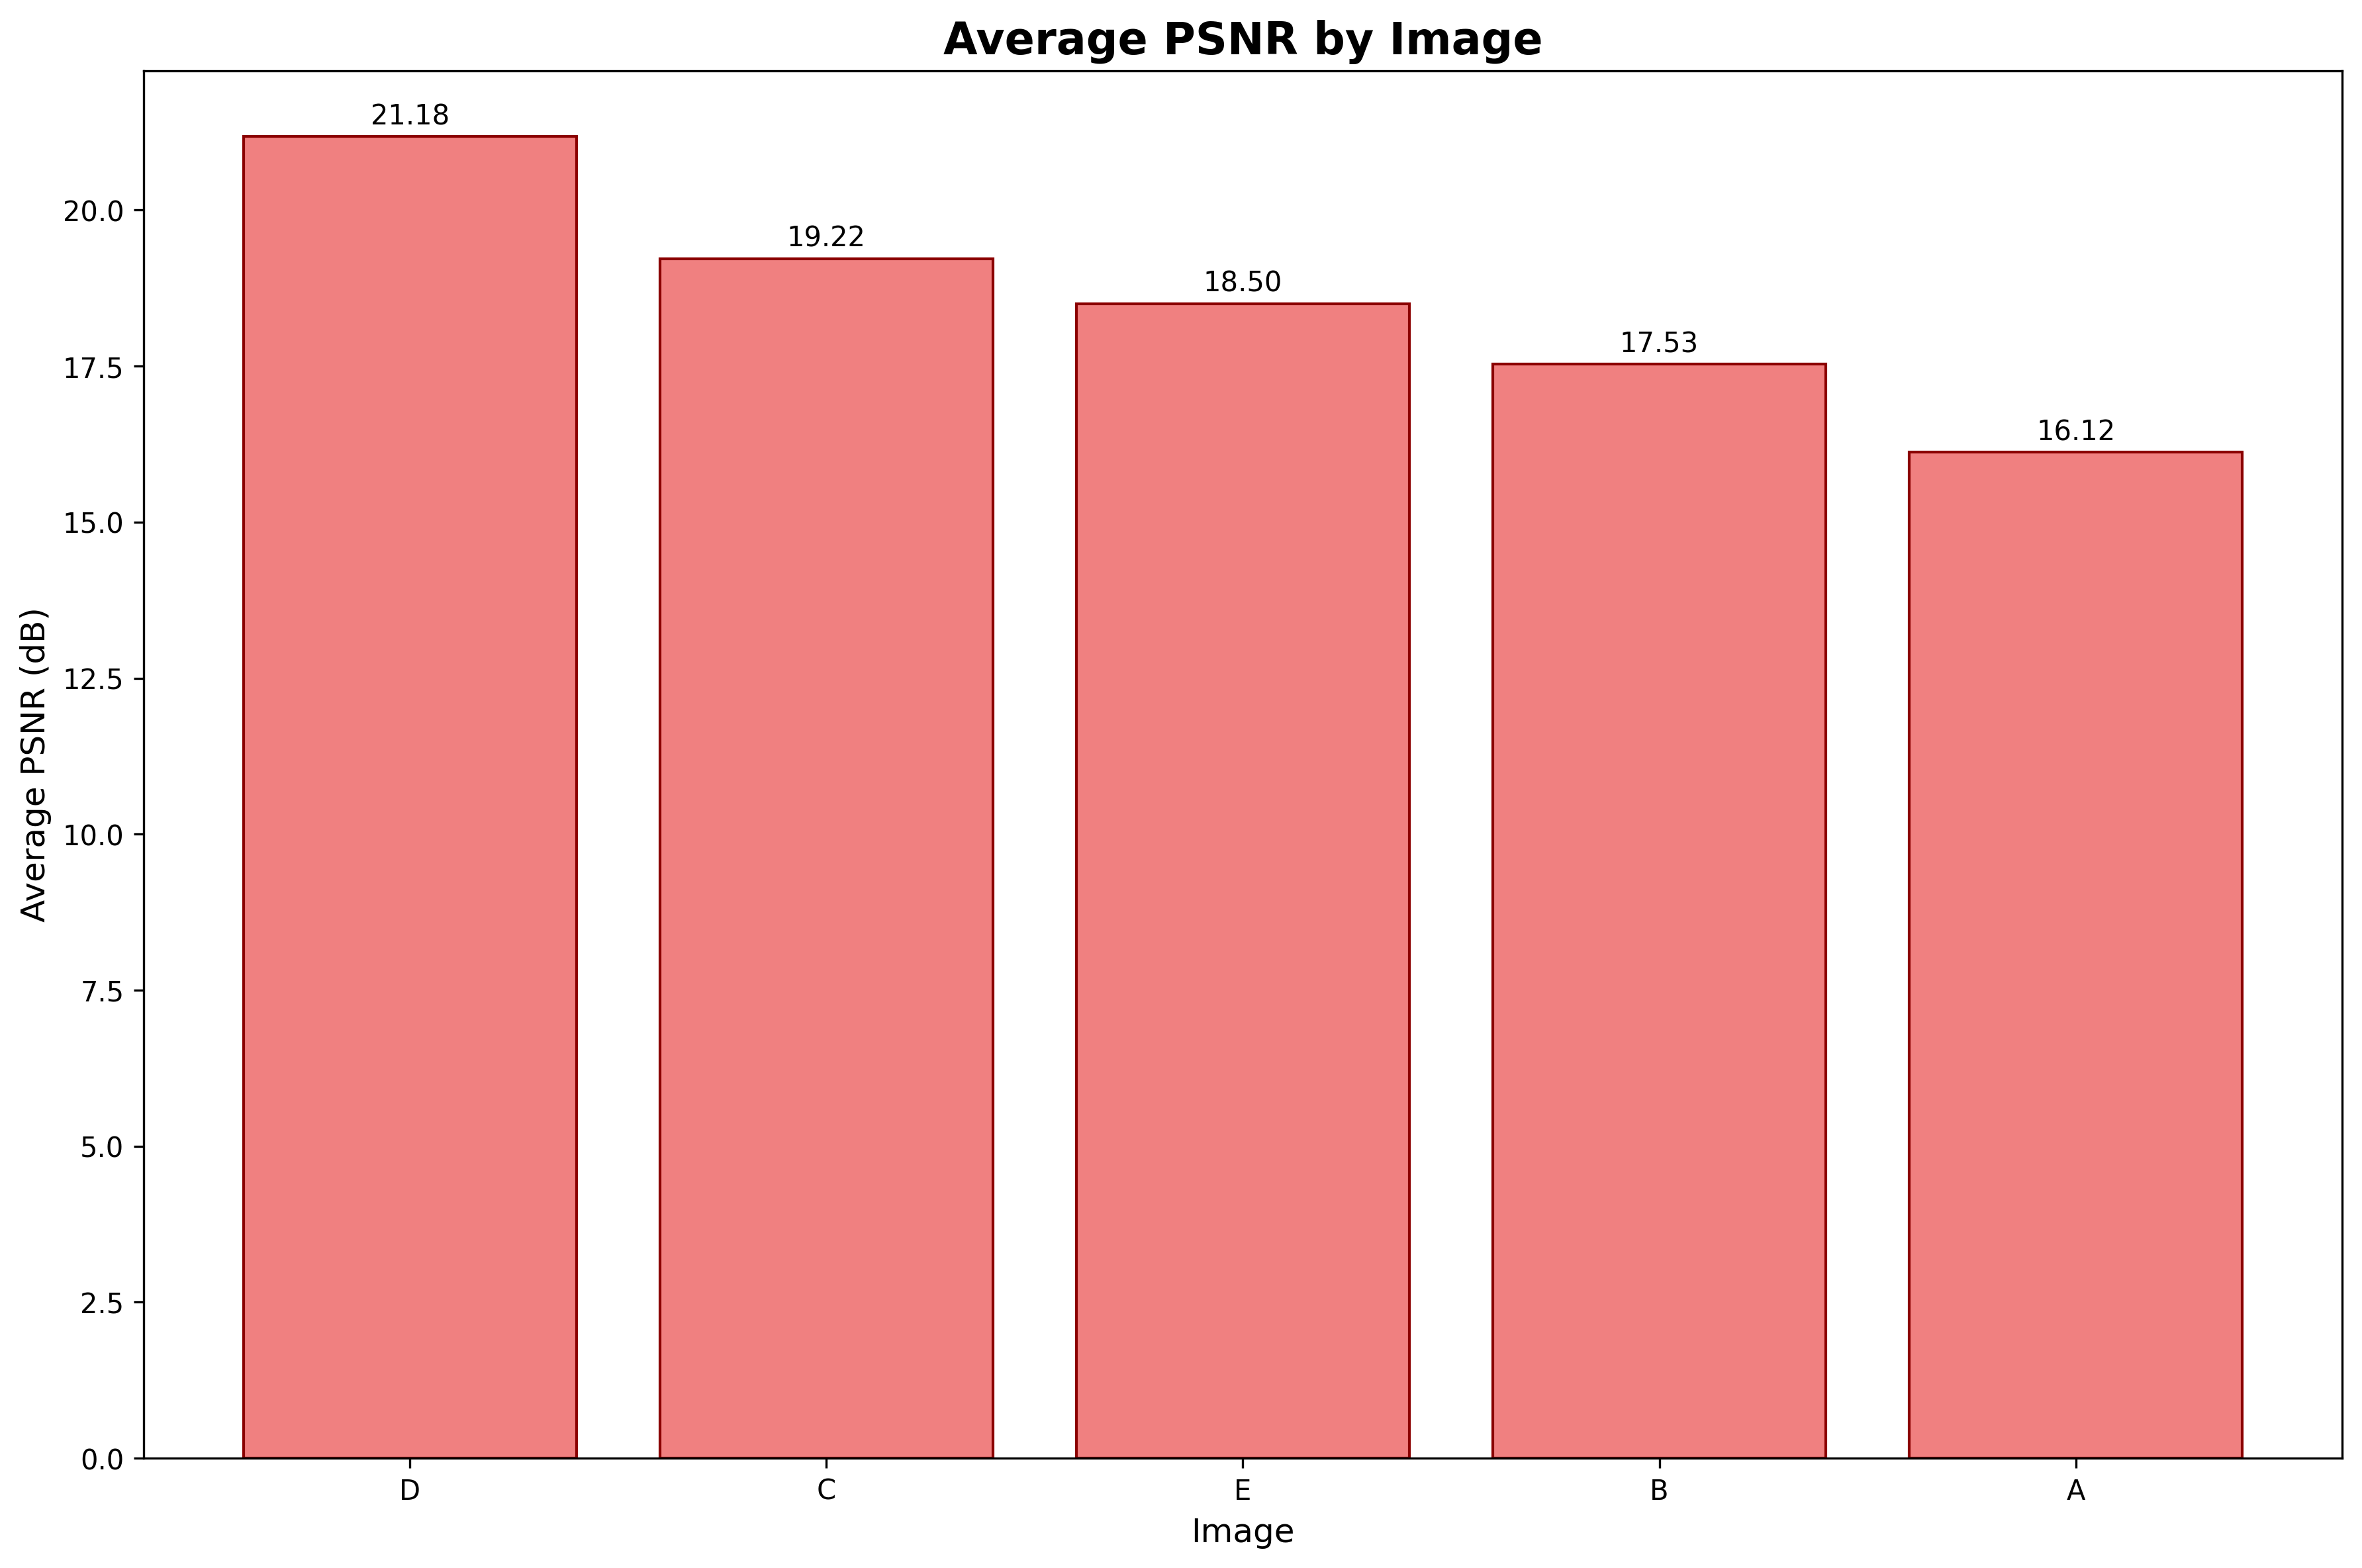 Average PSNR by Image
21.18
19.22
18.50
17.53
16.12
20.0
17.5
15.0
12.5
10.0
7.5
5.0
2.5
0.0
Average PSNR (dB)
D
C
E
B
A
Image